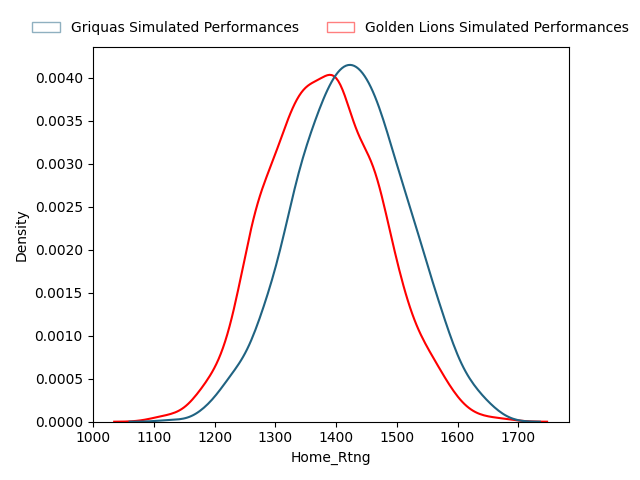 Griquas Simulated Performances Golden Lions Simulated Performances
0.0040
0.0035
0.0030
0.0025
0.0020
0.0015
0.0010
0.0005
0.0000
Density
1000 1100 1200 1300 1400 1500 1600 1700
Home_Rtng